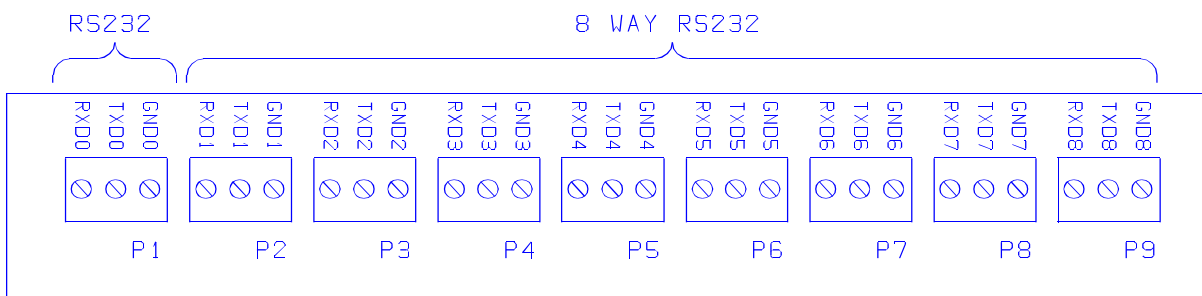 RS232 8 WAY RS232
RXD0 TXD0 GND0 RXD1 TXD1 GND1 RXD2 TXD2 GND2 RXD3 TXD3 GND3 RXD4 TXD4 GND4 RXD5 TXD5 GND5 RXD6 TXD6 GND6 RXD7 TXD7 GND7 RXD8 TXD8 GND8
P1 P2 P3 P4 P5 P6 P7 P8 P9